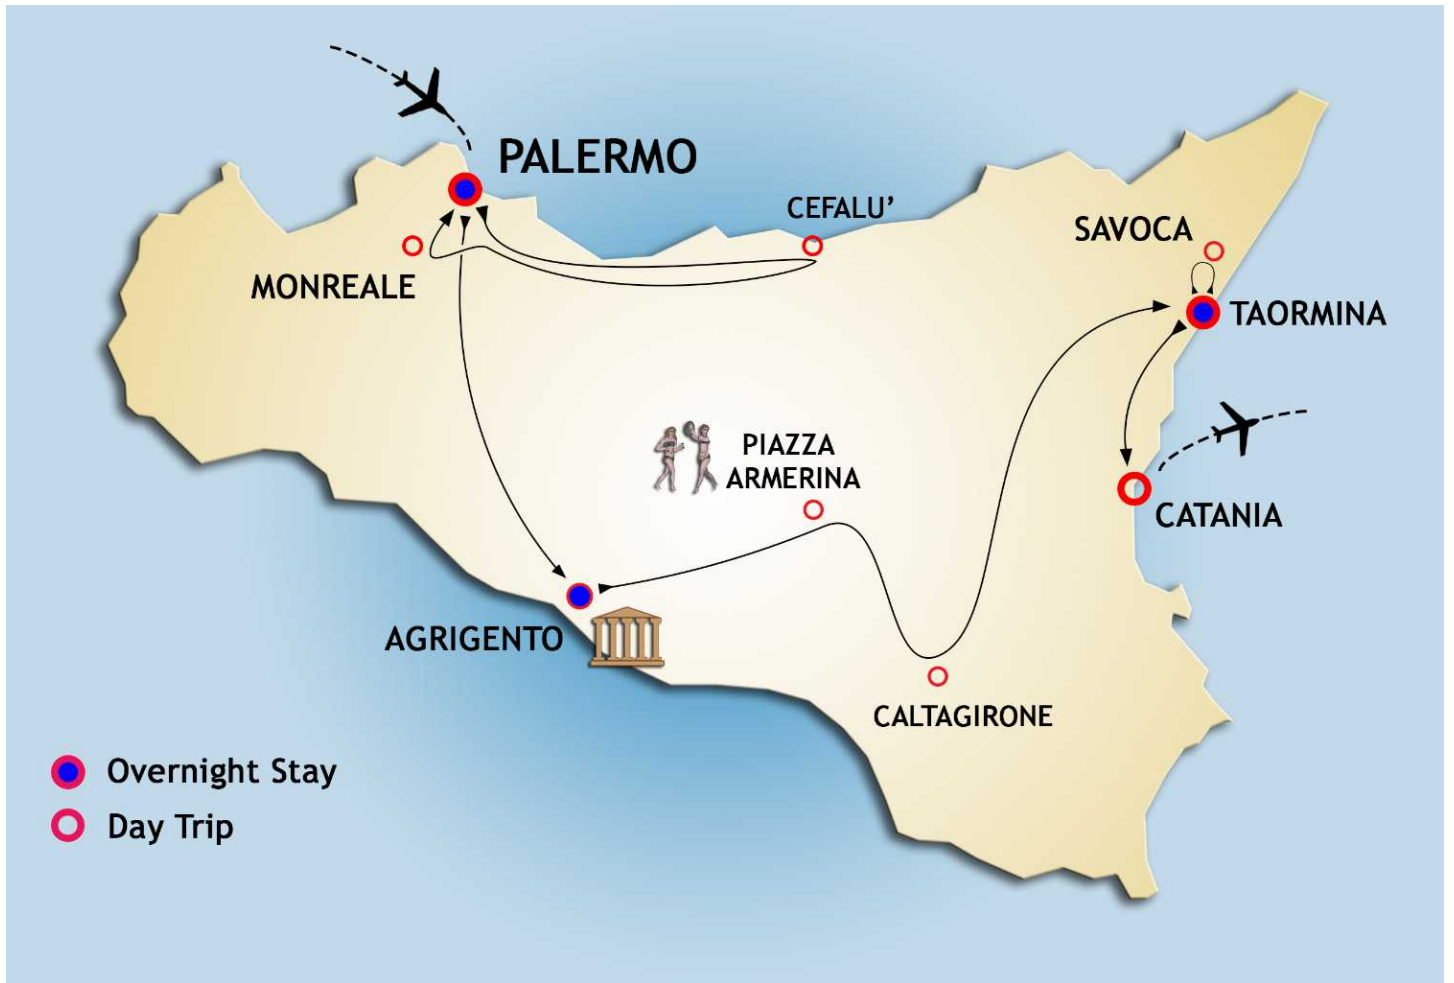 PALERMO
CEFALU’
SAVOCA
MONREALE
TAORMINA
PIAZZA
ARMERINA
CATANIA
AGRIGENTO
CALTAGIRONE
Overnight Stay
Day Trip